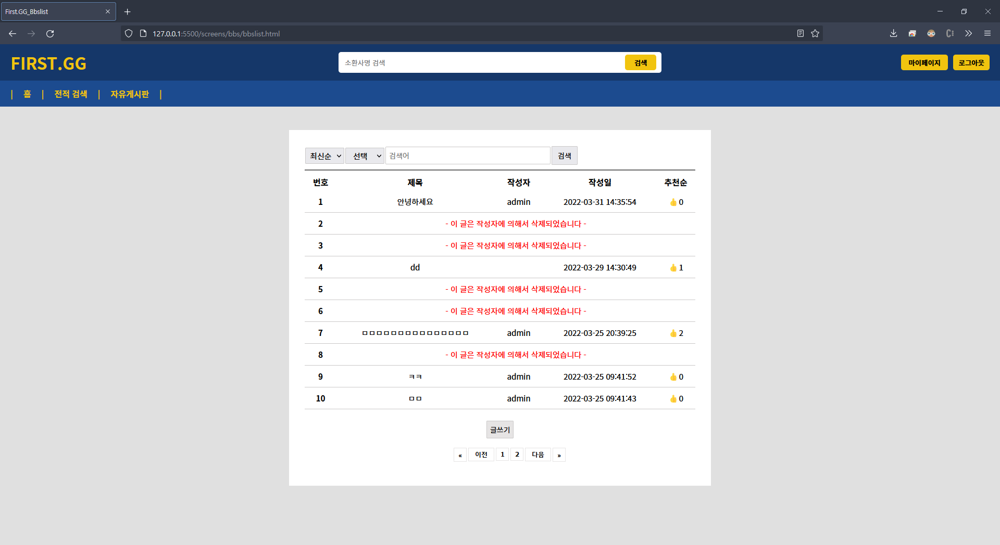 First.GG_Bbslist
127.0.0.1:5500/screens/bbs/bbslist.html
FIRST.GG
소환사명 검색
검색
마이페이지
로그아웃
| 홈 | 전적 검색 | 자유게시판 |
최신순 선택 검색어 검색
번호 제목 작성자 작성일 추천순
1 안녕하세요 admin 2022-03-31 14:35:54 👍 0
2 - 이 글은 작성자에 의해서 삭제되었습니다 -
3 - 이 글은 작성자에 의해서 삭제되었습니다 -
4 dd 2022-03-29 14:30:49 👍 1
5 - 이 글은 작성자에 의해서 삭제되었습니다 -
6 - 이 글은 작성자에 의해서 삭제되었습니다 -
7 ㅁㅁㅁㅁㅁㅁㅁㅁㅁㅁㅁㅁㅁㅁㅁ admin 2022-03-25 20:39:25 👍 2
8 - 이 글은 작성자에 의해서 삭제되었습니다 -
9 ㅋㅋ admin 2022-03-25 09:41:52 👍 0
10 ㅁㅁ admin 2022-03-25 09:41:43 👍 0
글쓰기
« 이전 1 2 다음 »